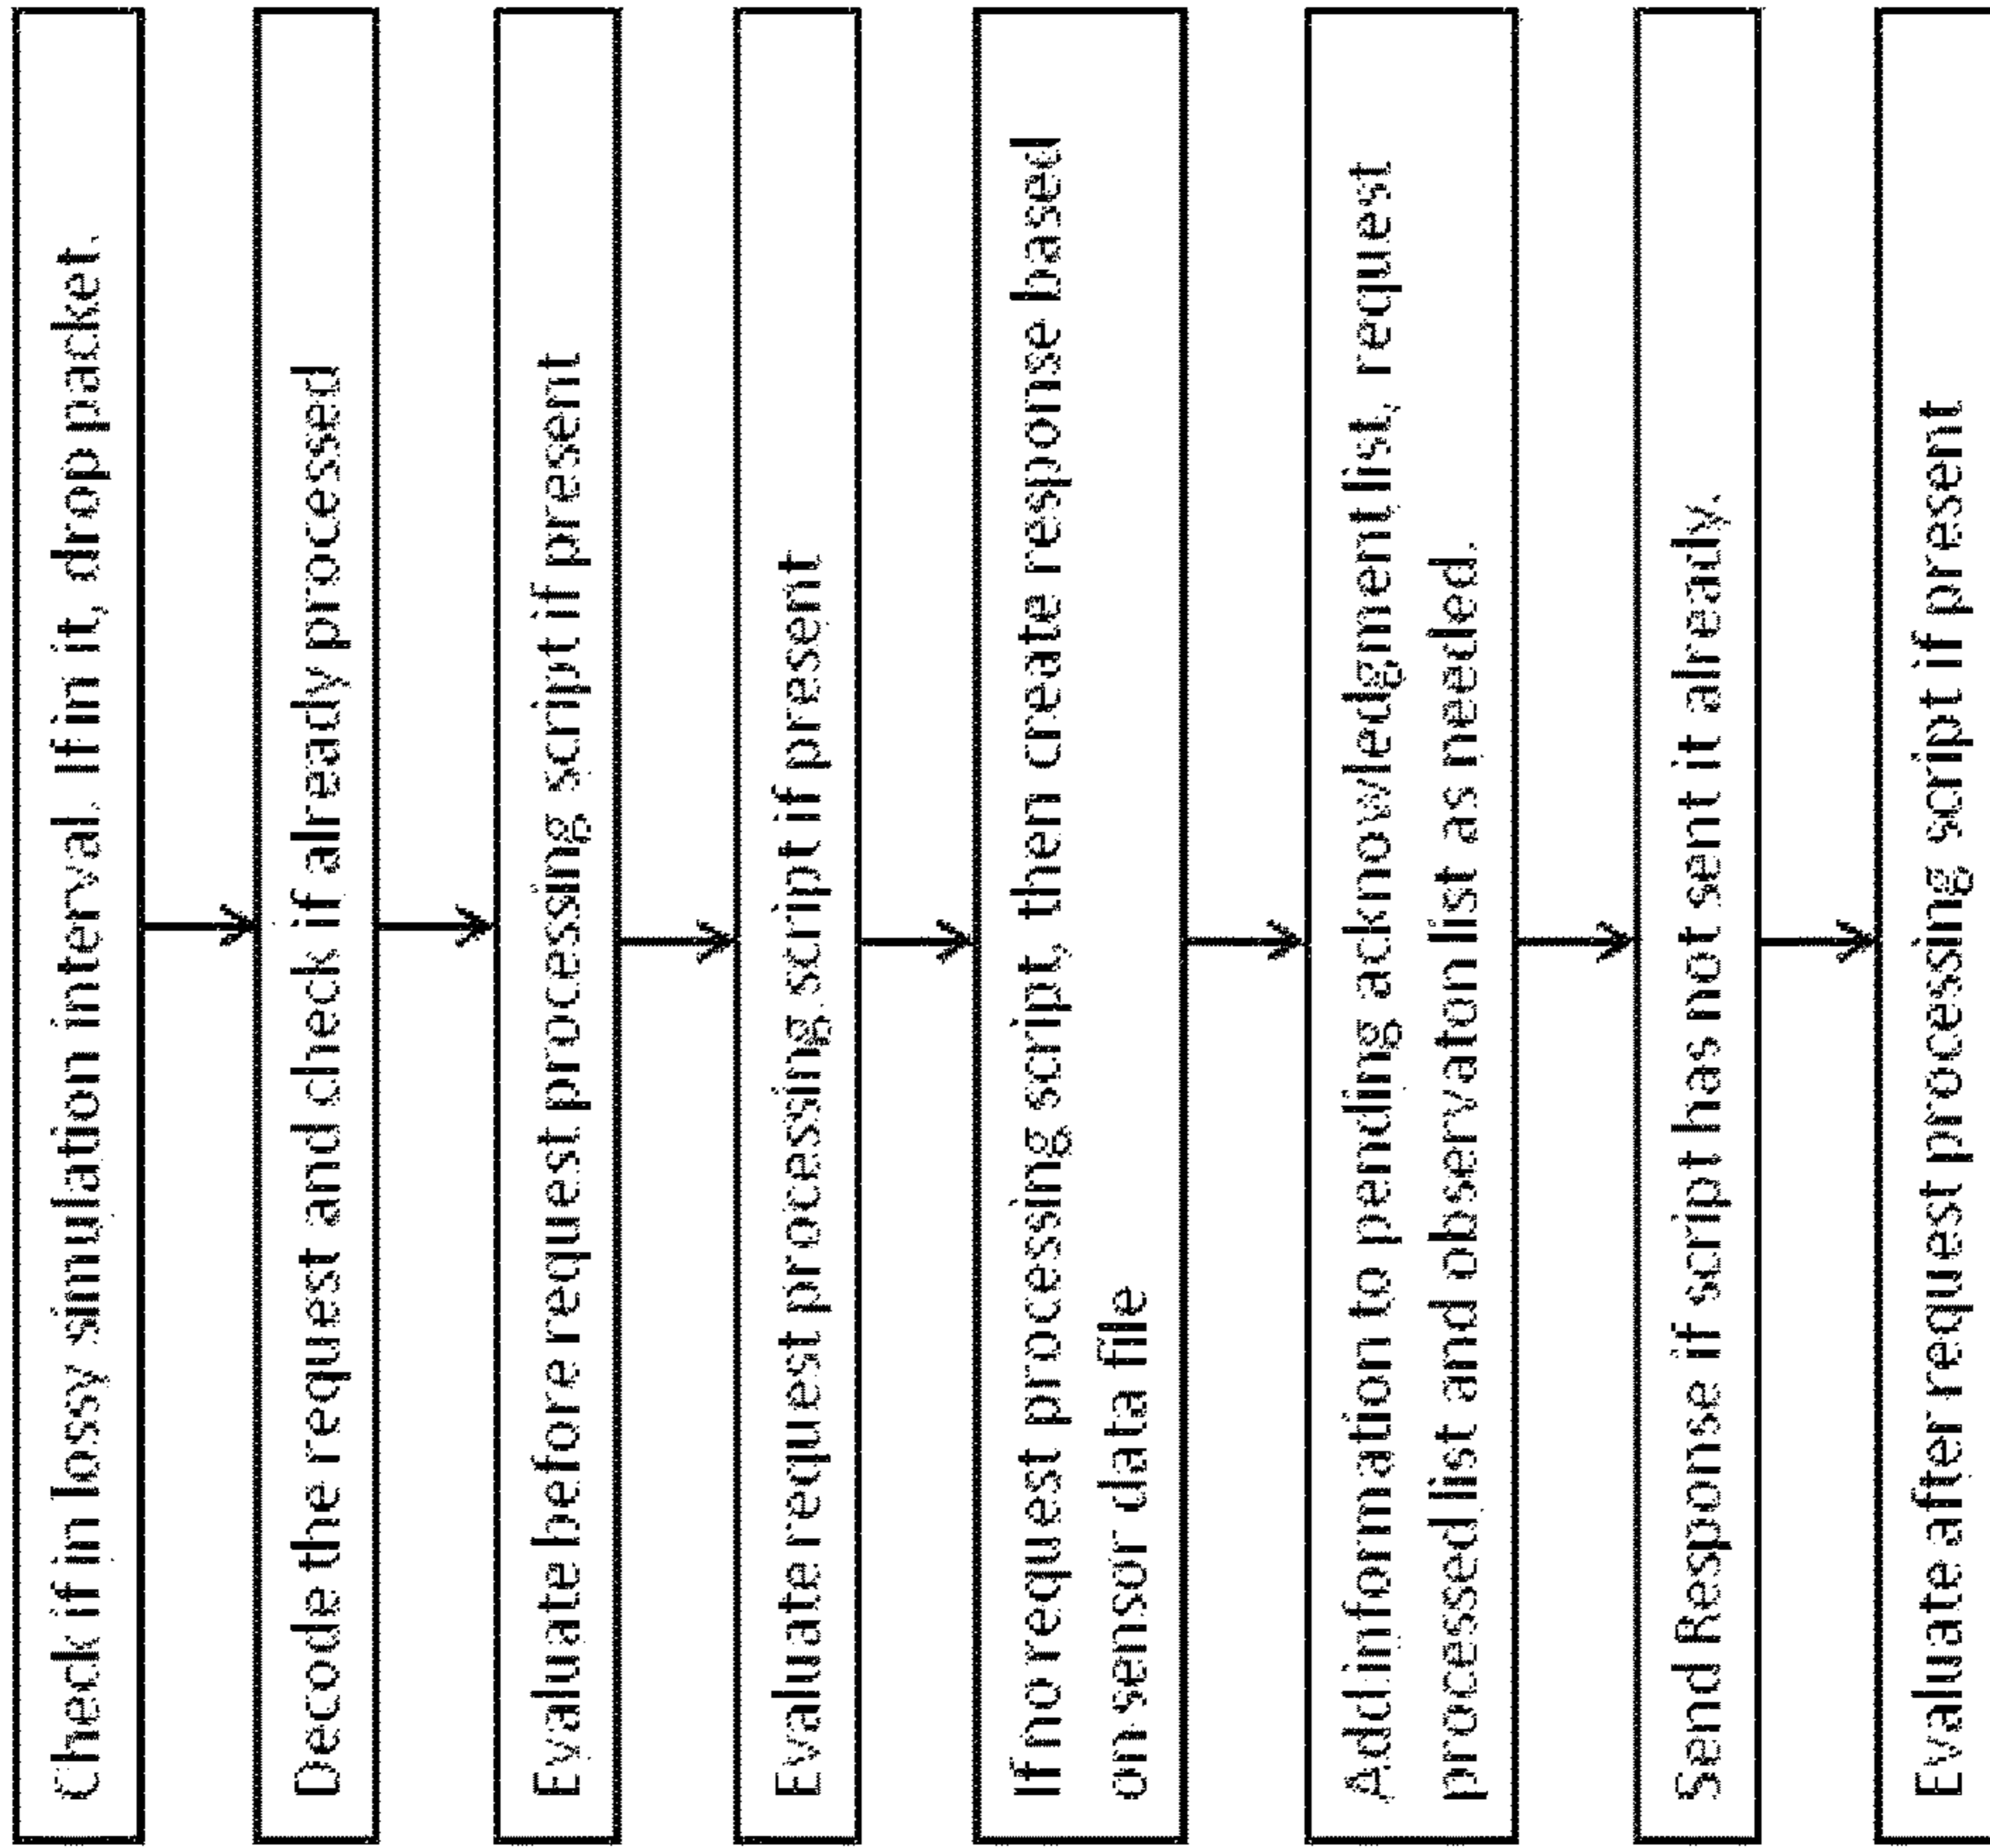 Check if in lossy simulation interval. If in it, drop packet.
Decode the request and check if already processed
Evaluate before request processing script if present
Evaluate request processing script if present
If no request processing script, then create response based
on sensor data file
Add information to pending acknowledgment list, request
processed list and observaton list as needed.
Send Response if script has not sent it already.
Evaluate after request processing script if present